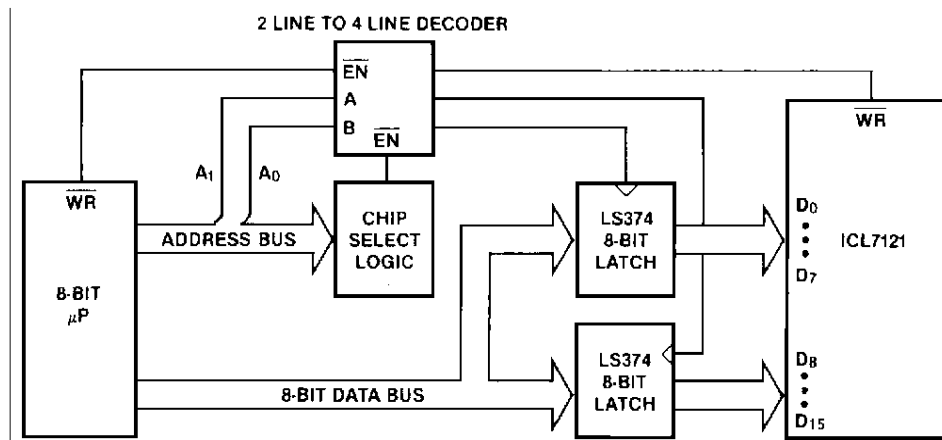 2 LINE TO 4 LINE DECODER
EN
A
B
EN
WR
A1
A0
WR
ADDRESS BUS
CHIP
SELECT
LOGIC
LS374
8-BIT
LATCH
D0
D7
ICL7121
8-BIT
μP
8-BIT DATA BUS
LS374
8-BIT
LATCH
D8
D15